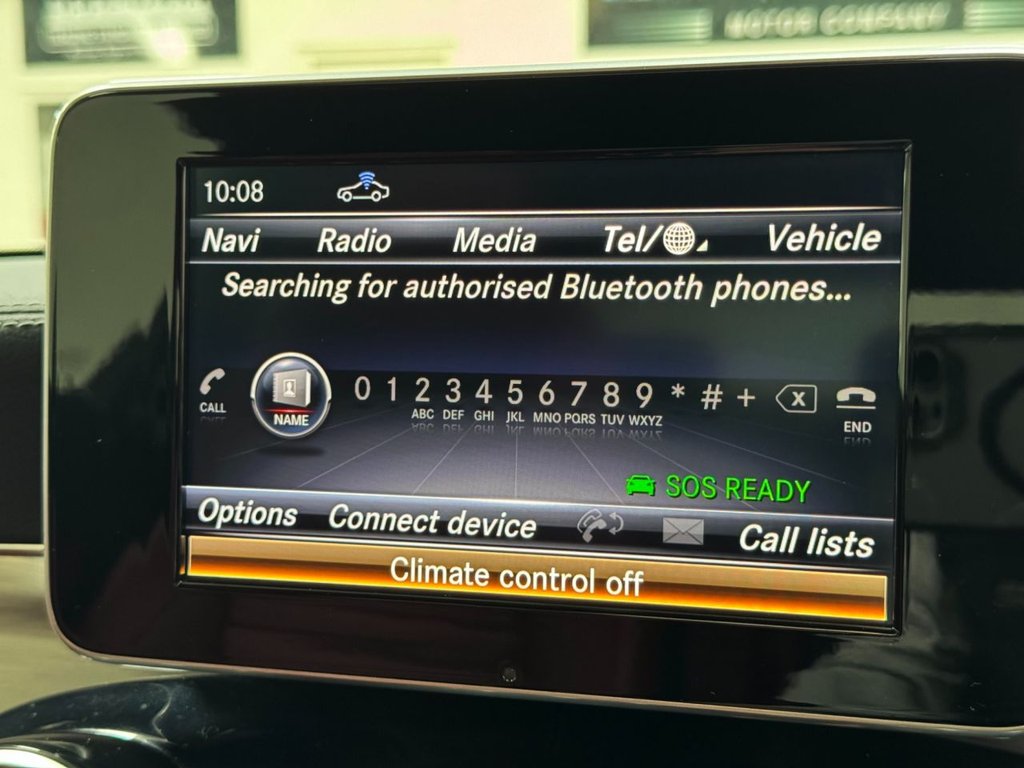 MOTOR COMPANY
10:08
Navi Radio Media Tel/ Vehicle
Searching for authorised Bluetooth phones...
CALL NAME 0 1 2 3 4 5 6 7 8 9 * # + X END
ABC DEF GHI JKL MNO PQRS TUV WXYZ
SOS READY
Options Connect device Call lists
Climate control off